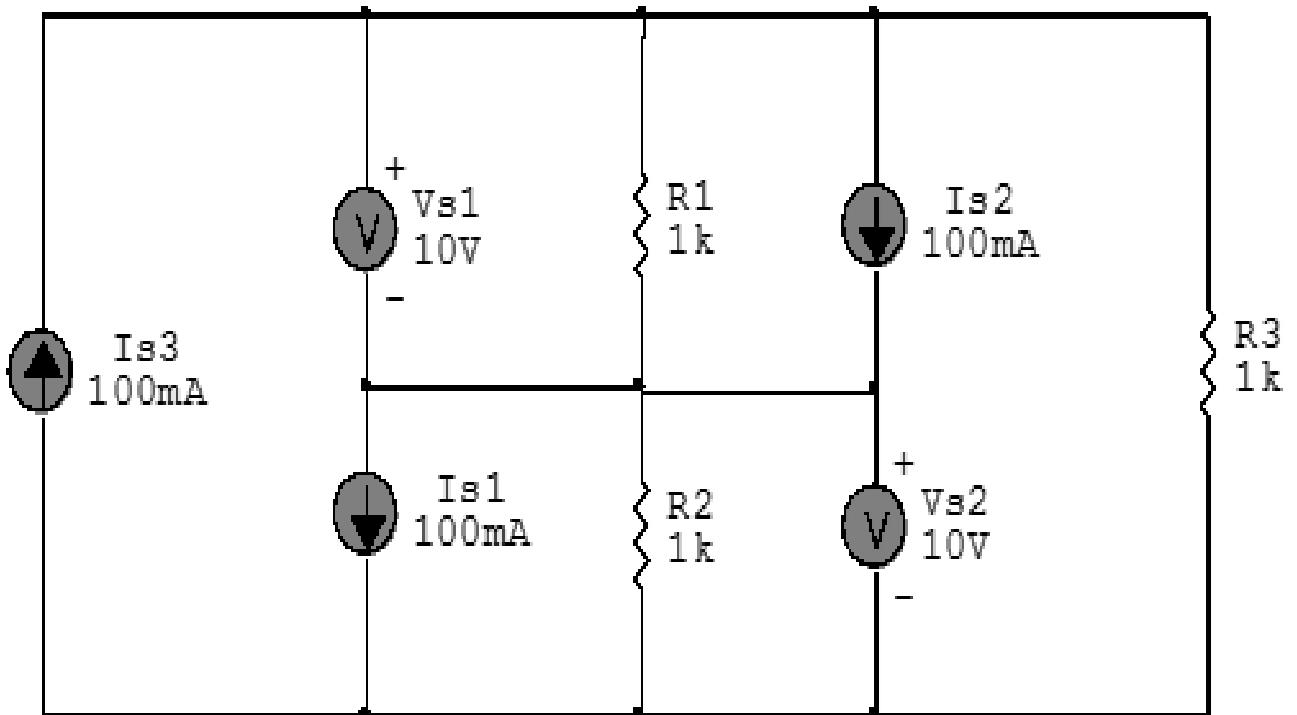 +
Vs1
10V
-
R1
1k
Is2
100mA
Is3
100mA
R3
1k
+
Vs2
10V
-
Is1
100mA
R2
1k
V
V